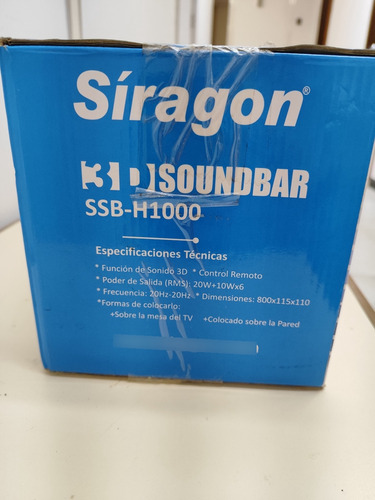 Síragon®
3D SOUNDBAR
SSB-H1000
Especificaciones Técnicas
* Función de Sonido 3D * Control Remoto
* Poder de Salida (RMS): 20W+10Wx6
* Frecuencia: 20Hz-20Hz * Dimensiones: 800x115x110
*Formas de colocarlo:
+Sobre la mesa del TV +Colocado sobre la Pared